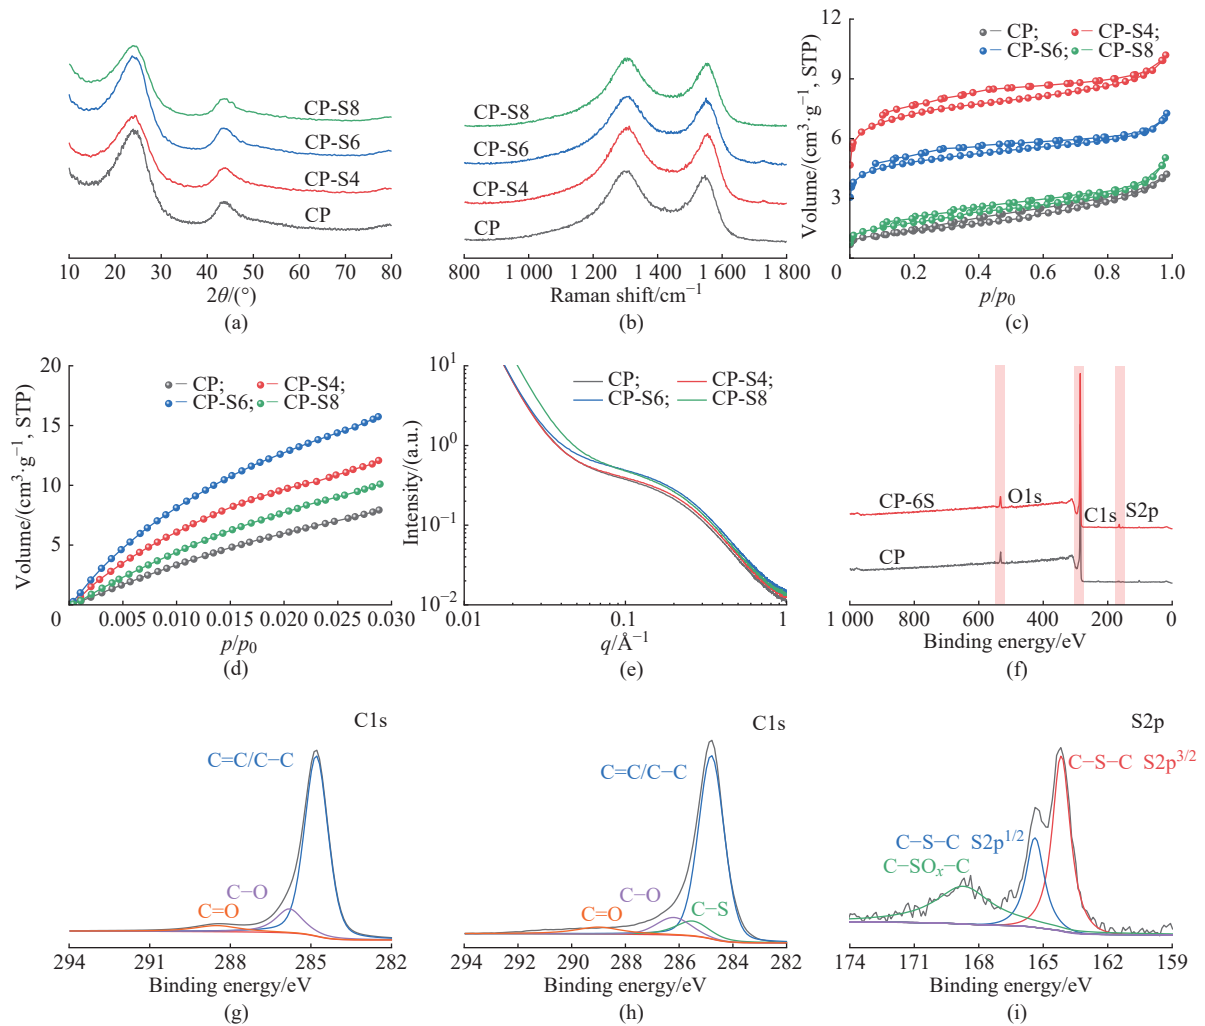 CP-S8
CP-S6
CP-S4
CP
10 20 30 40 50 60 70 80
2θ/(°)
(a)
CP-S8
CP-S6
CP-S4
CP
800 1 000 1 200 1 400 1 600 1 800
Raman shift/cm⁻¹
(b)
CP; CP-S4;
CP-S6; CP-S8
Volume/(cm³·g⁻¹, STP)
12
9
6
3
0 0.2 0.4 0.6 0.8 1.0
p/p₀
(c)
CP; CP-S4;
CP-S6; CP-S8
Volume/(cm³·g⁻¹, STP)
20
15
10
5
0 0.005 0.010 0.015 0.020 0.025 0.030
p/p₀
(d)
CP; CP-S4;
CP-S6; CP-S8
Intensity/(a.u.)
10¹
10⁰
10⁻¹
10⁻²
0.01 0.1 1
q/Å⁻¹
(e)
CP-6S O1s C1s S2p
CP
1 000 800 600 400 200 0
Binding energy/eV
(f)
C1s
C=C/C−C
C−O
C=O
294 291 288 285 282
Binding energy/eV
(g)
C1s
C=C/C−C
C−O
C=O C−S
294 292 290 288 286 284 282
Binding energy/eV
(h)
S2p
C−S−C S2p³/²
C−S−C S2p¹/²
C−SOₓ−C
174 171 168 165 162 159
Binding energy/eV
(i)